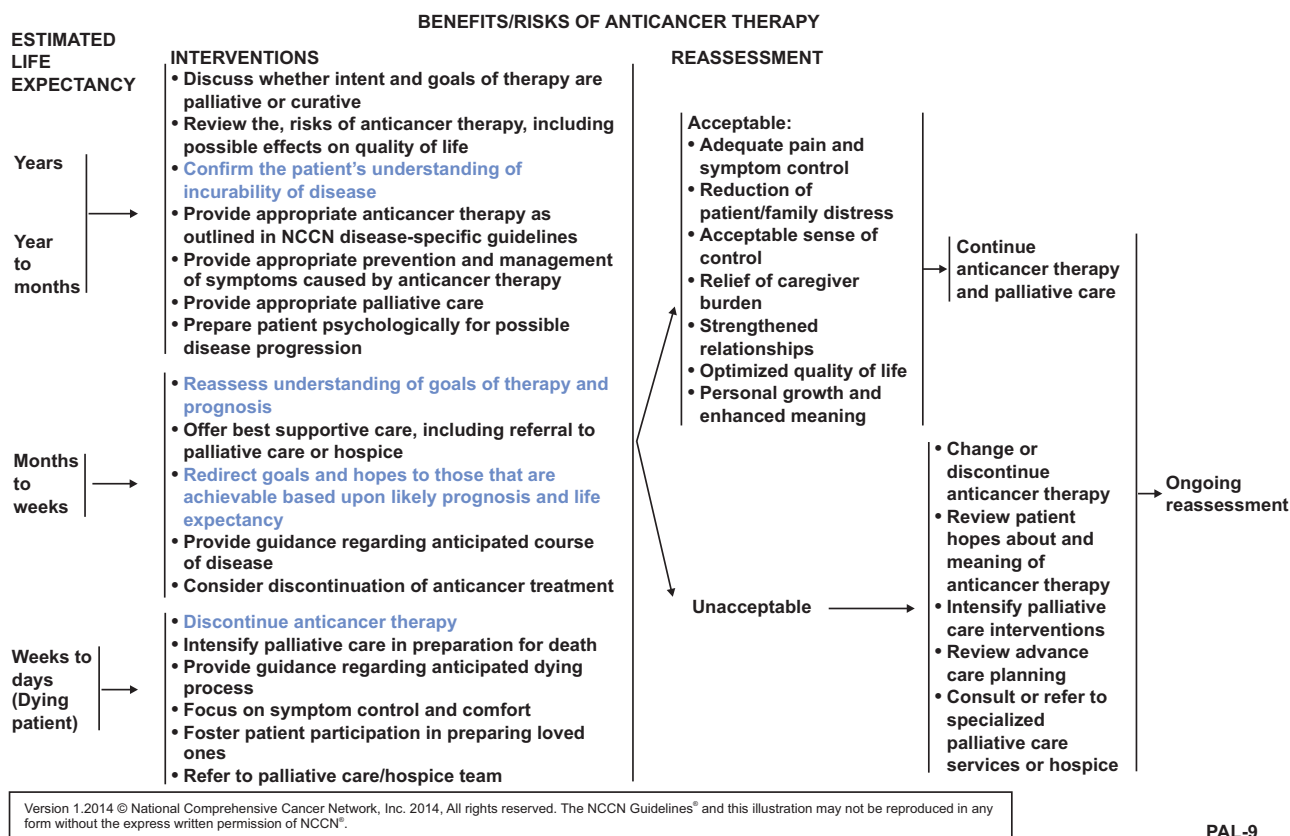 BENEFITS/RISKS OF ANTICANCER THERAPY
ESTIMATED
LIFE
EXPECTANCY
INTERVENTIONS
REASSESSMENT
Years
Year
to
months
• Discuss whether intent and goals of therapy are
palliative or curative
• Review the, risks of anticancer therapy, including
possible effects on quality of life
• Confirm the patient’s understanding of
incurability of disease
• Provide appropriate anticancer therapy as
outlined in NCCN disease-specific guidelines
• Provide appropriate prevention and management
of symptoms caused by anticancer therapy
• Provide appropriate palliative care
• Prepare patient psychologically for possible
disease progression
Months
to
weeks
• Reassess understanding of goals of therapy and
prognosis
• Offer best supportive care, including referral to
palliative care or hospice
• Redirect goals and hopes to those that are
achievable based upon likely prognosis and life
expectancy
• Provide guidance regarding anticipated course
of disease
• Consider discontinuation of anticancer treatment
Weeks to
days
(Dying
patient)
• Discontinue anticancer therapy
• Intensify palliative care in preparation for death
• Provide guidance regarding anticipated dying
process
• Focus on symptom control and comfort
• Foster patient participation in preparing loved
ones
• Refer to palliative care/hospice team
Acceptable:
• Adequate pain and
symptom control
• Reduction of
patient/family distress
• Acceptable sense of
control
• Relief of caregiver
burden
• Strengthened
relationships
• Optimized quality of life
• Personal growth and
enhanced meaning
Continue
anticancer therapy
and palliative care
Unacceptable
• Change or
discontinue
anticancer therapy
• Review patient
hopes about and
meaning of
anticancer therapy
• Intensify palliative
care interventions
• Review advance
care planning
• Consult or refer to
specialized
palliative care
services or hospice
Ongoing
reassessment
Version 1.2014 © National Comprehensive Cancer Network, Inc. 2014, All rights reserved. The NCCN Guidelines® and this illustration may not be reproduced in any
form without the express written permission of NCCN®.
PAL-9